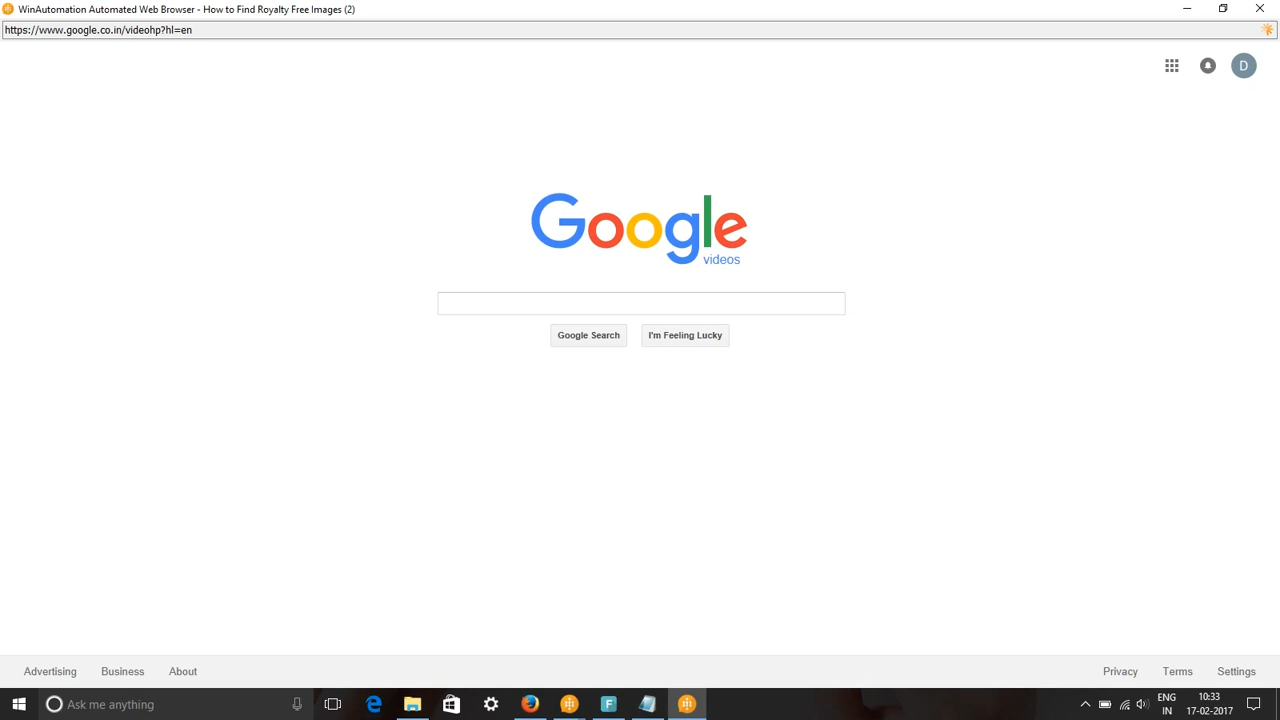 WinAutomation Automated Web Browser - How to Find Royalty Free Images (2)
https://www.google.co.in/videohp?hl=en
D
Google
videos
Google Search
I'm Feeling Lucky
Advertising
Business
About
Privacy
Terms
Settings
Ask me anything
F
ENG
IN
10:33
17-02-2017